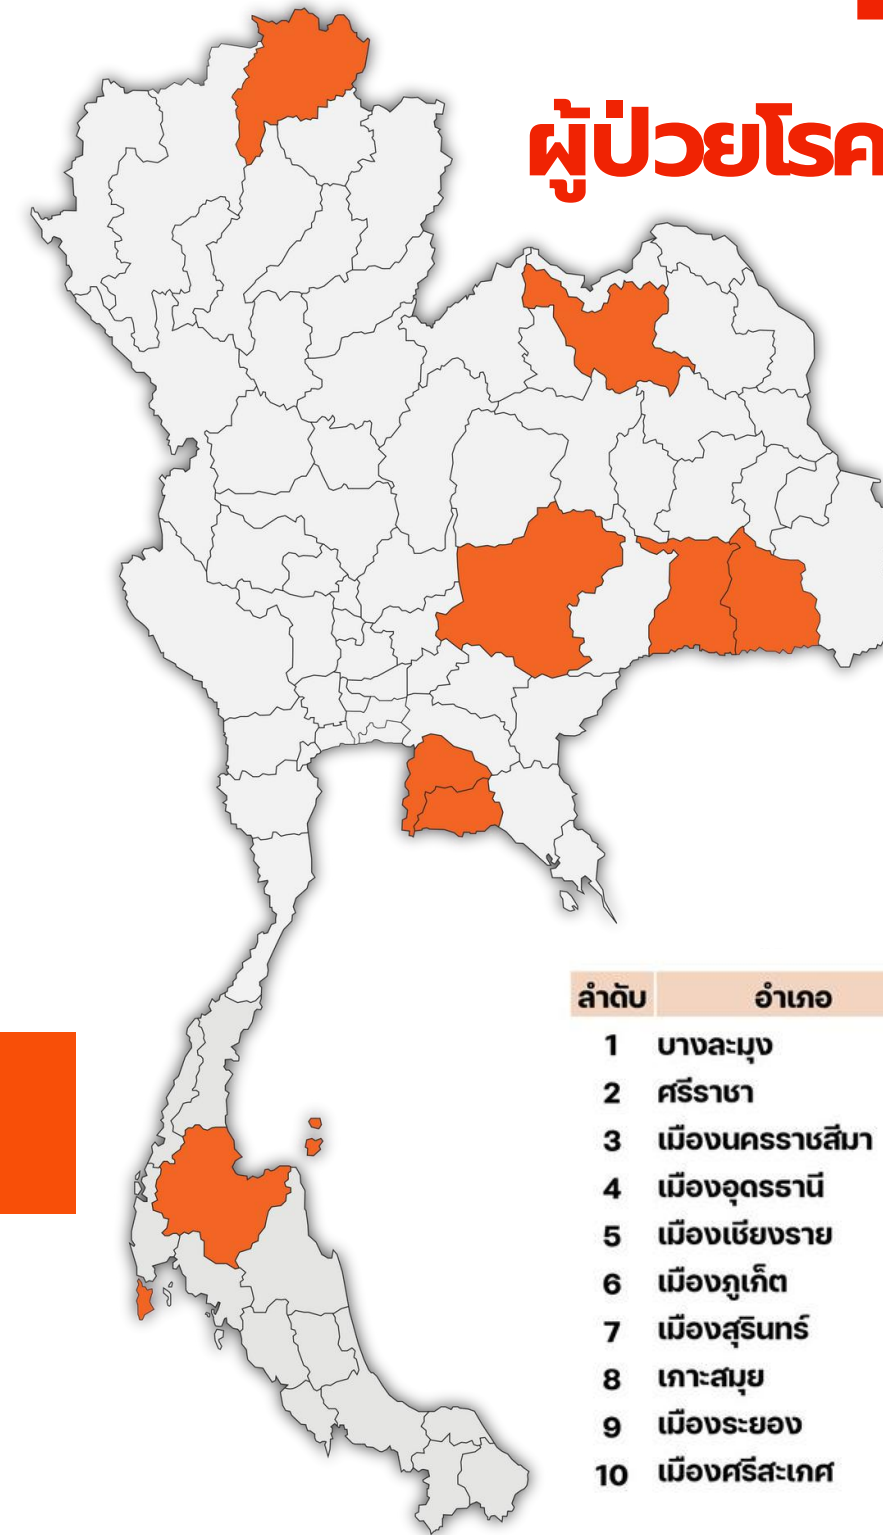 ผู้ป่วยโรค
ลำดับ อำเภอ
1 บางละมุง
2 ศรีราชา
3 เมืองนครราชสีมา
4 เมืองอุดรธานี
5 เมืองเชียงราย
6 เมืองภูเก็ต
7 เมืองสุรินทร์
8 เกาะสมุย
9 เมืองระยอง
10 เมืองศรีสะเกศ